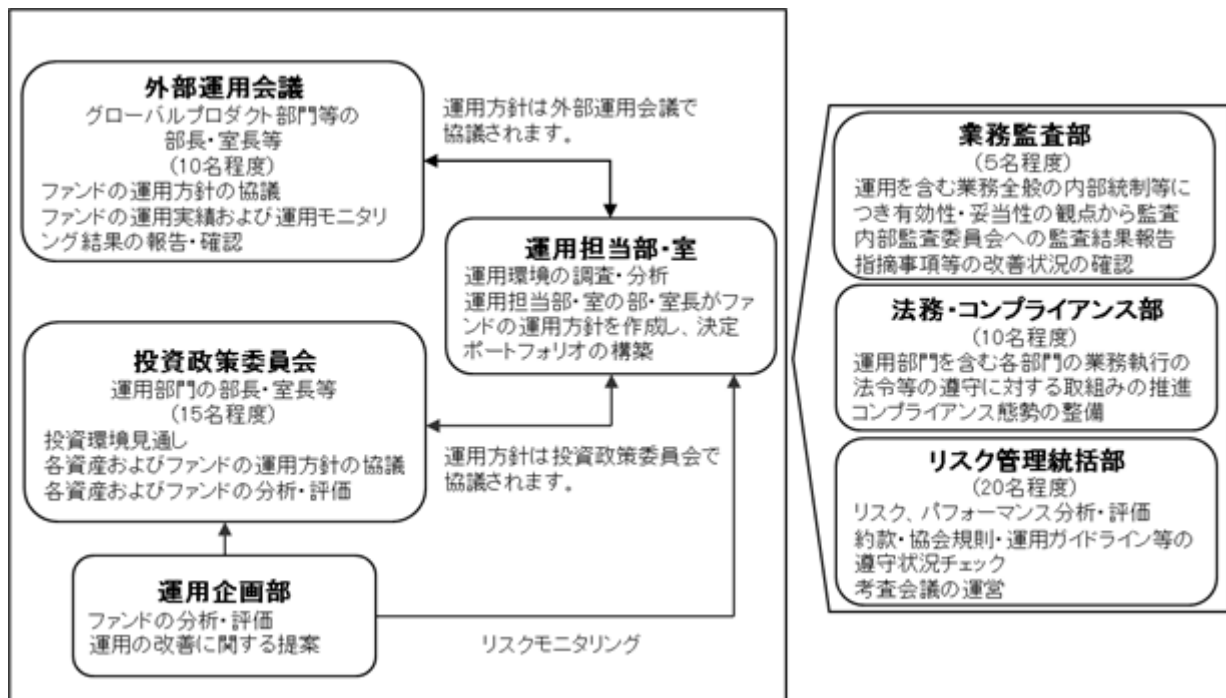 外部運用会議
グローバルプロダクト部門等の
部長・室長等
(10名程度)
ファンドの運用方針の協議
ファンドの運用実績および運用モニタリ
ング結果の報告・確認
運用方針は外部運用会議で
協議されます。
運用担当部・室
運用環境の調査・分析
運用担当部・室の部・室長がファ
ンドの運用方針を作成し、決定
ポートフォリオの構築
投資政策委員会
運用部門の部長・室長等
(15名程度)
投資環境見通し
各資産およびファンドの運用方針の協議
各資産およびファンドの分析・評価
運用方針は投資政策委員会で
協議されます。
運用企画部
ファンドの分析・評価
運用の改善に関する提案
リスクモニタリング
業務監査部
(5名程度)
運用を含む業務全般の内部統制等に
つき有効性・妥当性の観点から監査
内部監査委員会への監査結果報告
指摘事項等の改善状況の確認
法務・コンプライアンス部
(10名程度)
運用部門を含む各部門の業務執行の
法令等の遵守に対する取組みの推進
コンプライアンス態勢の整備
リスク管理統括部
(20名程度)
リスク、パフォーマンス分析・評価
約款・協会規則・運用ガイドライン等の
遵守状況チェック
考査会議の運営